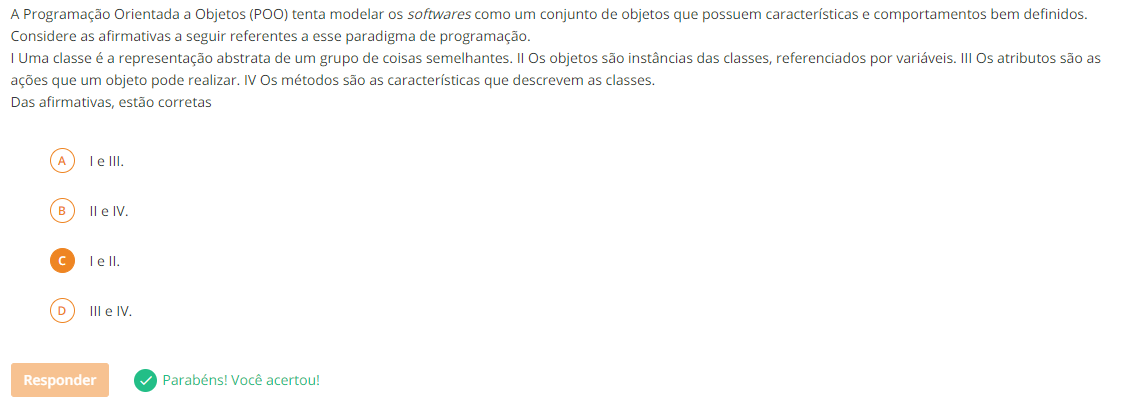 A Programação Orientada a Objetos (POO) tenta modelar os softwares como um conjunto de objetos que possuem características e comportamentos bem definidos.
Considere as afirmativas a seguir referentes a esse paradigma de programação.
I Uma classe é a representação abstrata de um grupo de coisas semelhantes. II Os objetos são instâncias das classes, referenciados por variáveis. III Os atributos são as
ações que um objeto pode realizar. IV Os métodos são as características que descrevem as classes.
Das afirmativas, estão corretas
A I e III.
B II e IV.
C I e II.
D III e IV.
Responder Parabéns! Você acertou!